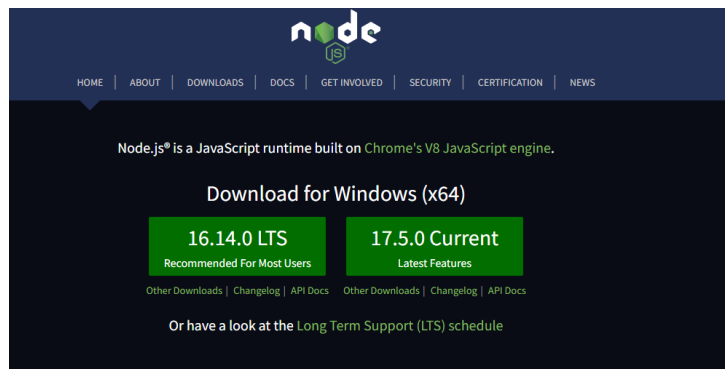 node
JS
HOME | ABOUT | DOWNLOADS | DOCS | GET INVOLVED | SECURITY | CERTIFICATION | NEWS
Node.js® is a JavaScript runtime built on Chrome's V8 JavaScript engine.
Download for Windows (x64)
16.14.0 LTS
Recommended For Most Users
17.5.0 Current
Latest Features
Other Downloads | Changelog | API Docs
Other Downloads | Changelog | API Docs
Or have a look at the Long Term Support (LTS) schedule